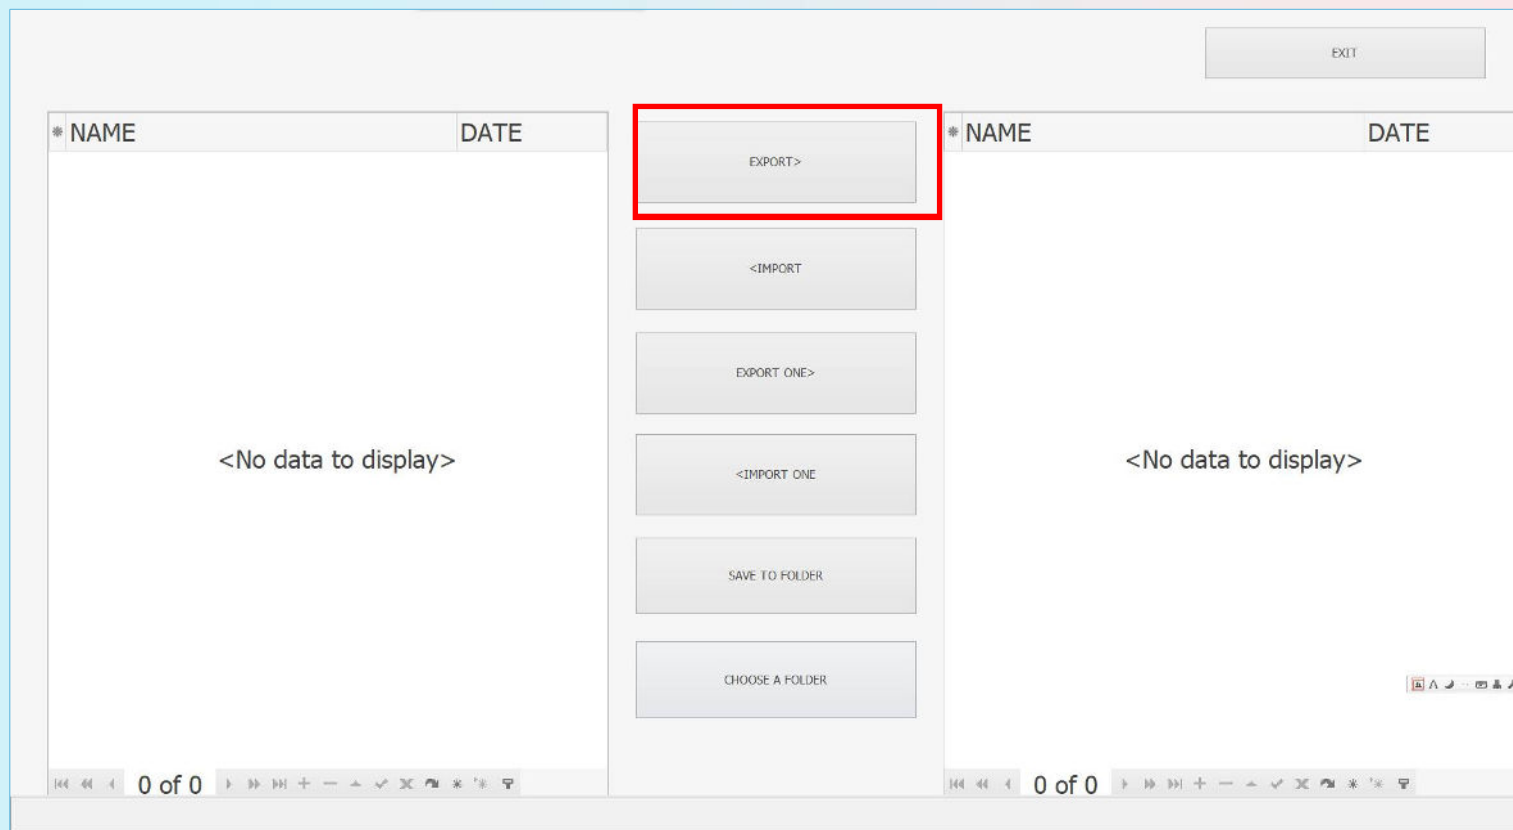 EXIT
NAME DATE
EXPORT>
NAME DATE
<IMPORT
EXPORT ONE>
<No data to display>
<No data to display>
<IMPORT ONE
SAVE TO FOLDER
CHOOSE A FOLDER
0 of 0
0 of 0